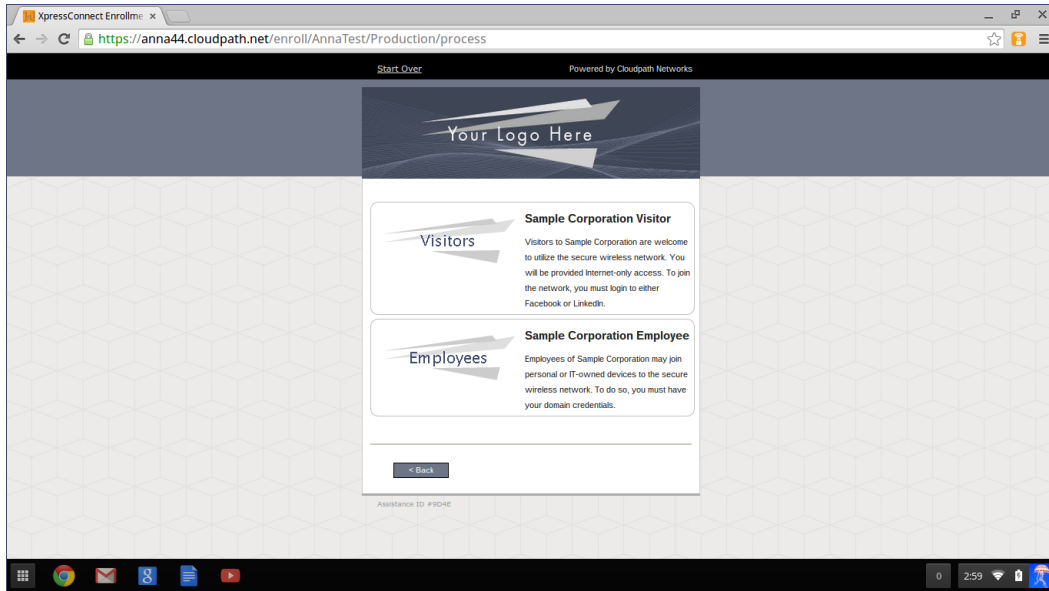 XpressConnect Enrollme
https://anna44.cloudpath.net/enroll/AnnaTest/Production/process
Start Over
Powered by Cloudpath Networks
Your Logo Here
Visitors
Sample Corporation Visitor
Visitors to Sample Corporation are welcome
to utilize the secure wireless network. You
will be provided Internet-only access. To join
the network, you must login to either
Facebook or LinkedIn.
Employees
Sample Corporation Employee
Employees of Sample Corporation may join
personal or IT-owned devices to the secure
wireless network. To do so, you must have
your domain credentials.
< Back
Assistance ID #9D4E
8
0
2:59